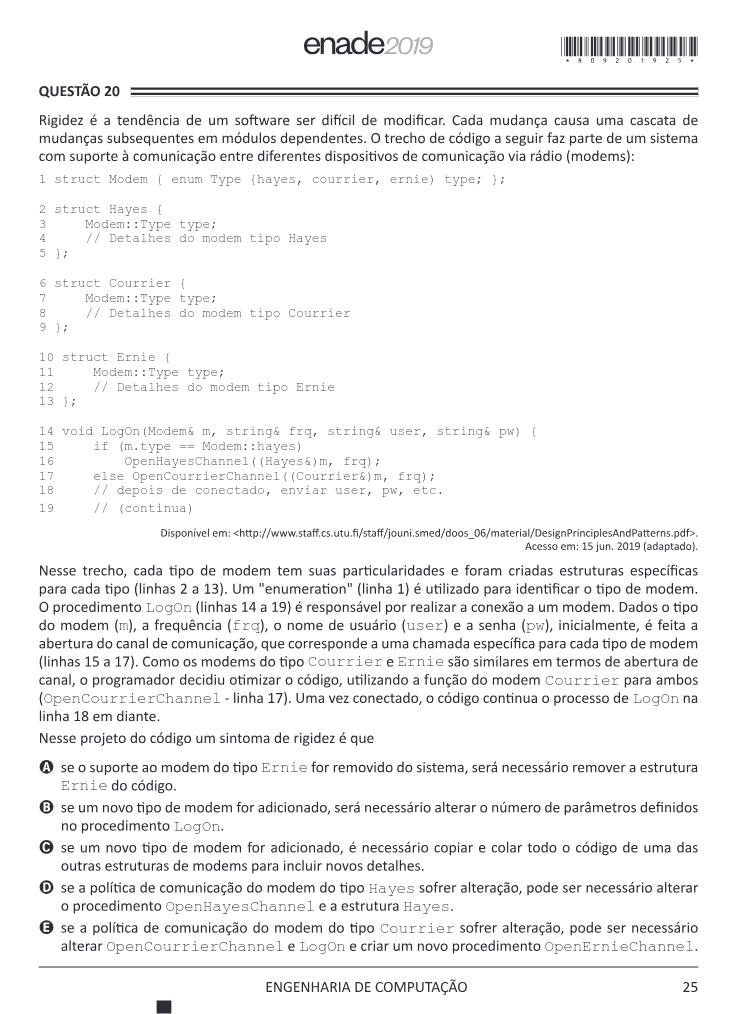 enade2019
*8092019 25*
QUESTÃO 20
Rigidez é a tendência de um software ser difícil de modificar. Cada mudança causa uma cascata de
mudanças subsequentes em módulos dependentes. O trecho de código a seguir faz parte de um sistema
com suporte à comunicação entre diferentes dispositivos de comunicação via rádio (modems):
1 struct Modem { enum Type {hayes, courrier, ernie) type; };
2 struct Hayes {
3 Modem::Type type;
4 // Detalhes do modem tipo Hayes
5 };
6 struct Courrier {
7 Modem::Type type;
8 // Detalhes do modem tipo Courrier
9 };
10 struct Ernie {
11 Modem::Type type;
12 // Detalhes do modem tipo Ernie
13 };
14 void LogOn(Modem& m, string& frq, string& user, string& pw) {
15 if (m.type == Modem::hayes)
16 OpenHayesChannel((Hayes&)m, frq);
17 else OpenCourrierChannel((Courrier&)m, frq);
18 // depois de conectado, enviar user, pw, etc.
19 // (continua)
Disponível em: <http://www.staff.cs.utu.fi/staff/jouni.smed/doos_06/material/DesignPrinciplesAndPatterns.pdf>.
Acesso em: 15 jun. 2019 (adaptado).
Nesse trecho, cada tipo de modem tem suas particularidades e foram criadas estruturas específicas
para cada tipo (linhas 2 a 13). Um "enumeration" (linha 1) é utilizado para identificar o tipo de modem.
O procedimento LogOn (linhas 14 a 19) é responsável por realizar a conexão a um modem. Dados o tipo
do modem (m), a frequência (frq), o nome de usuário (user) e a senha (pw), inicialmente, é feita a
abertura do canal de comunicação, que corresponde a uma chamada específica para cada tipo de modem
(linhas 15 a 17). Como os modems do tipo Courrier e Ernie são similares em termos de abertura de
canal, o programador decidiu otimizar o código, utilizando a função do modem Courrier para ambos
(OpenCourrierChannel - linha 17). Uma vez conectado, o código continua o processo de LogOn na
linha 18 em diante.
Nesse projeto do código um sintoma de rigidez é que
A se o suporte ao modem do tipo Ernie for removido do sistema, será necessário remover a estrutura
Ernie do código.
B se um novo tipo de modem for adicionado, será necessário alterar o número de parâmetros definidos
no procedimento LogOn.
C se um novo tipo de modem for adicionado, é necessário copiar e colar todo o código de uma das
outras estruturas de modems para incluir novos detalhes.
D se a política de comunicação do modem do tipo Hayes sofrer alteração, pode ser necessário alterar
o procedimento OpenHayesChannel e a estrutura Hayes.
E se a política de comunicação do modem do tipo Courrier sofrer alteração, pode ser necessário
alterar OpenCourrierChannel e LogOn e criar um novo procedimento OpenErnieChannel.
ENGENHARIA DE COMPUTAÇÃO
25